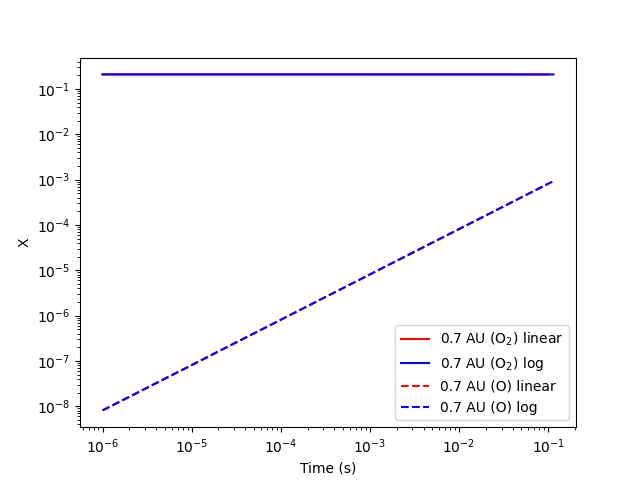 10⁻¹
10⁻²
10⁻³
10⁻⁴
10⁻⁵
10⁻⁶
10⁻⁷
10⁻⁸
X
0.7 AU (O₂) linear
0.7 AU (O₂) log
0.7 AU (O) linear
0.7 AU (O) log
10⁻⁶ 10⁻⁵ 10⁻⁴ 10⁻³ 10⁻² 10⁻¹
Time (s)